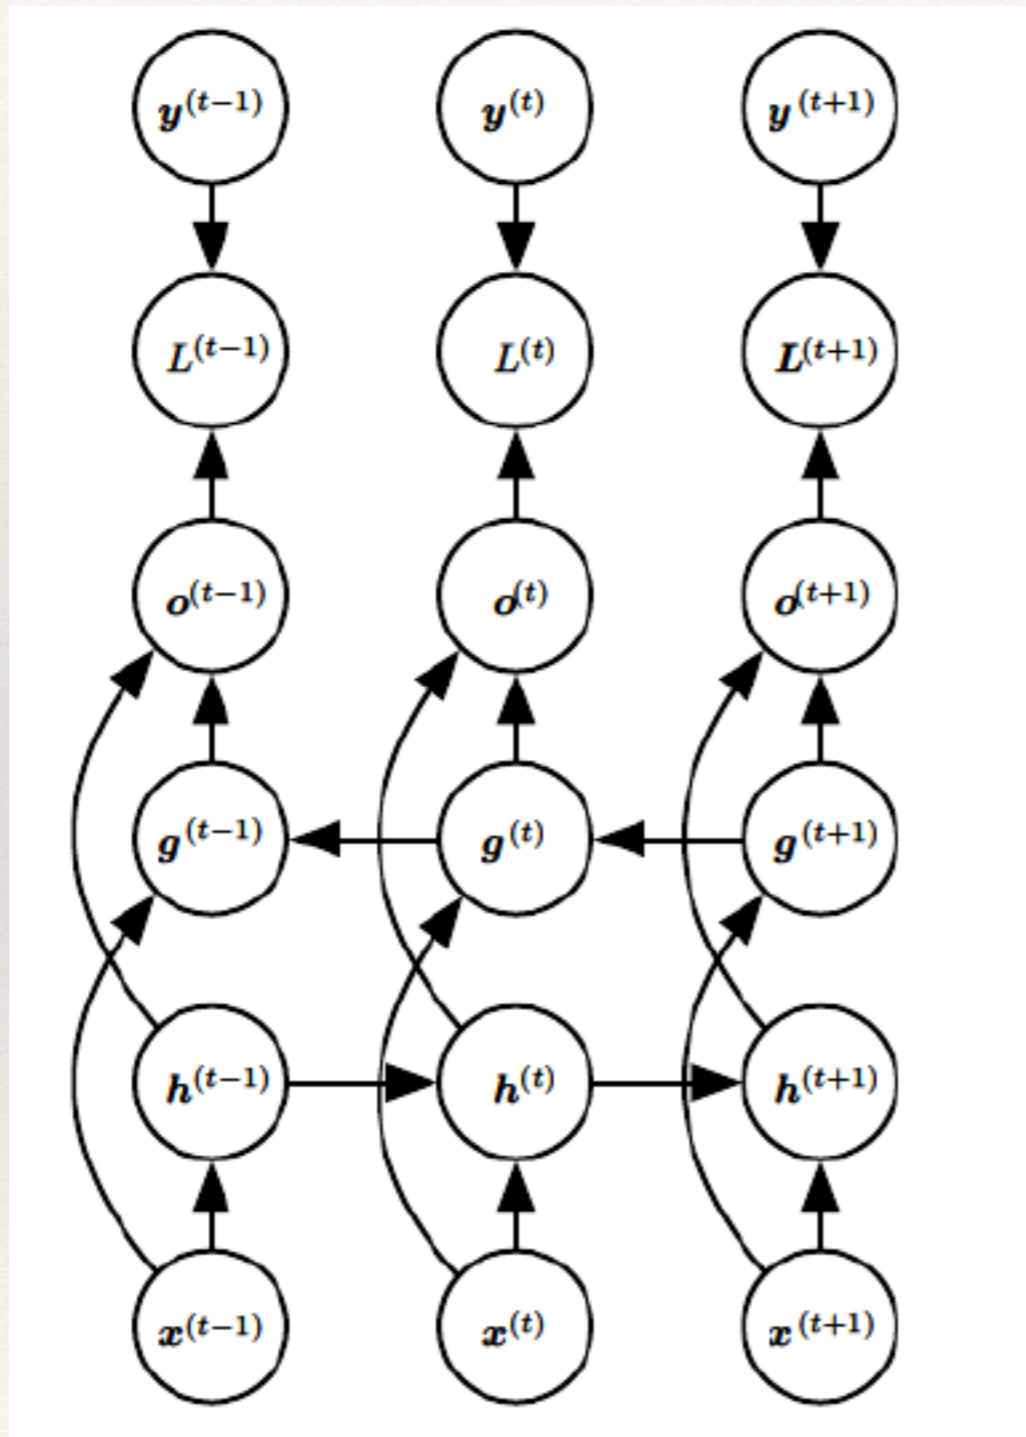 y(t−1) y(t) y(t+1)
L(t−1) L(t) L(t+1)
o(t−1) o(t) o(t+1)
g(t−1) g(t) g(t+1)
h(t−1) h(t) h(t+1)
x(t−1) x(t) x(t+1)